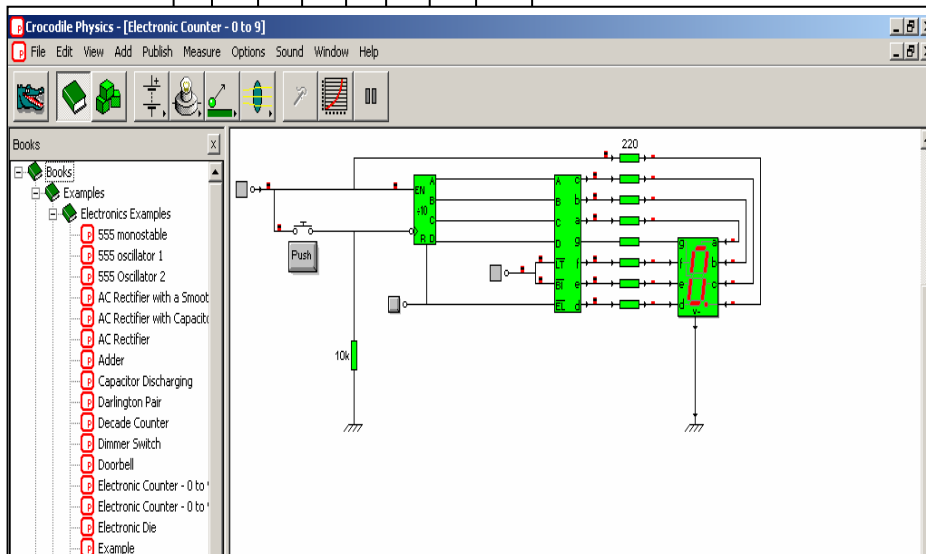 Crocodile Physics - [Electronic Counter - 0 to 9]
File Edit View Add Publish Measure Options Sound Window Help
Books
Books
Examples
Electronics Examples
555 monostable
555 oscillator 1
555 Oscillator 2
AC Rectifier with a Smoot
AC Rectifier with Capacito
AC Rectifier
Adder
Capacitor Discharging
Darlington Pair
Decade Counter
Dimmer Switch
Doorbell
Electronic Counter - 0 to
Electronic Counter - 0 to
Electronic Die
Example
220
EN A
B
÷10
C
R D
Push
10k
A c
B b
C a
D g
LT f
BI e
EL d
g a
f b
e c
d
V-